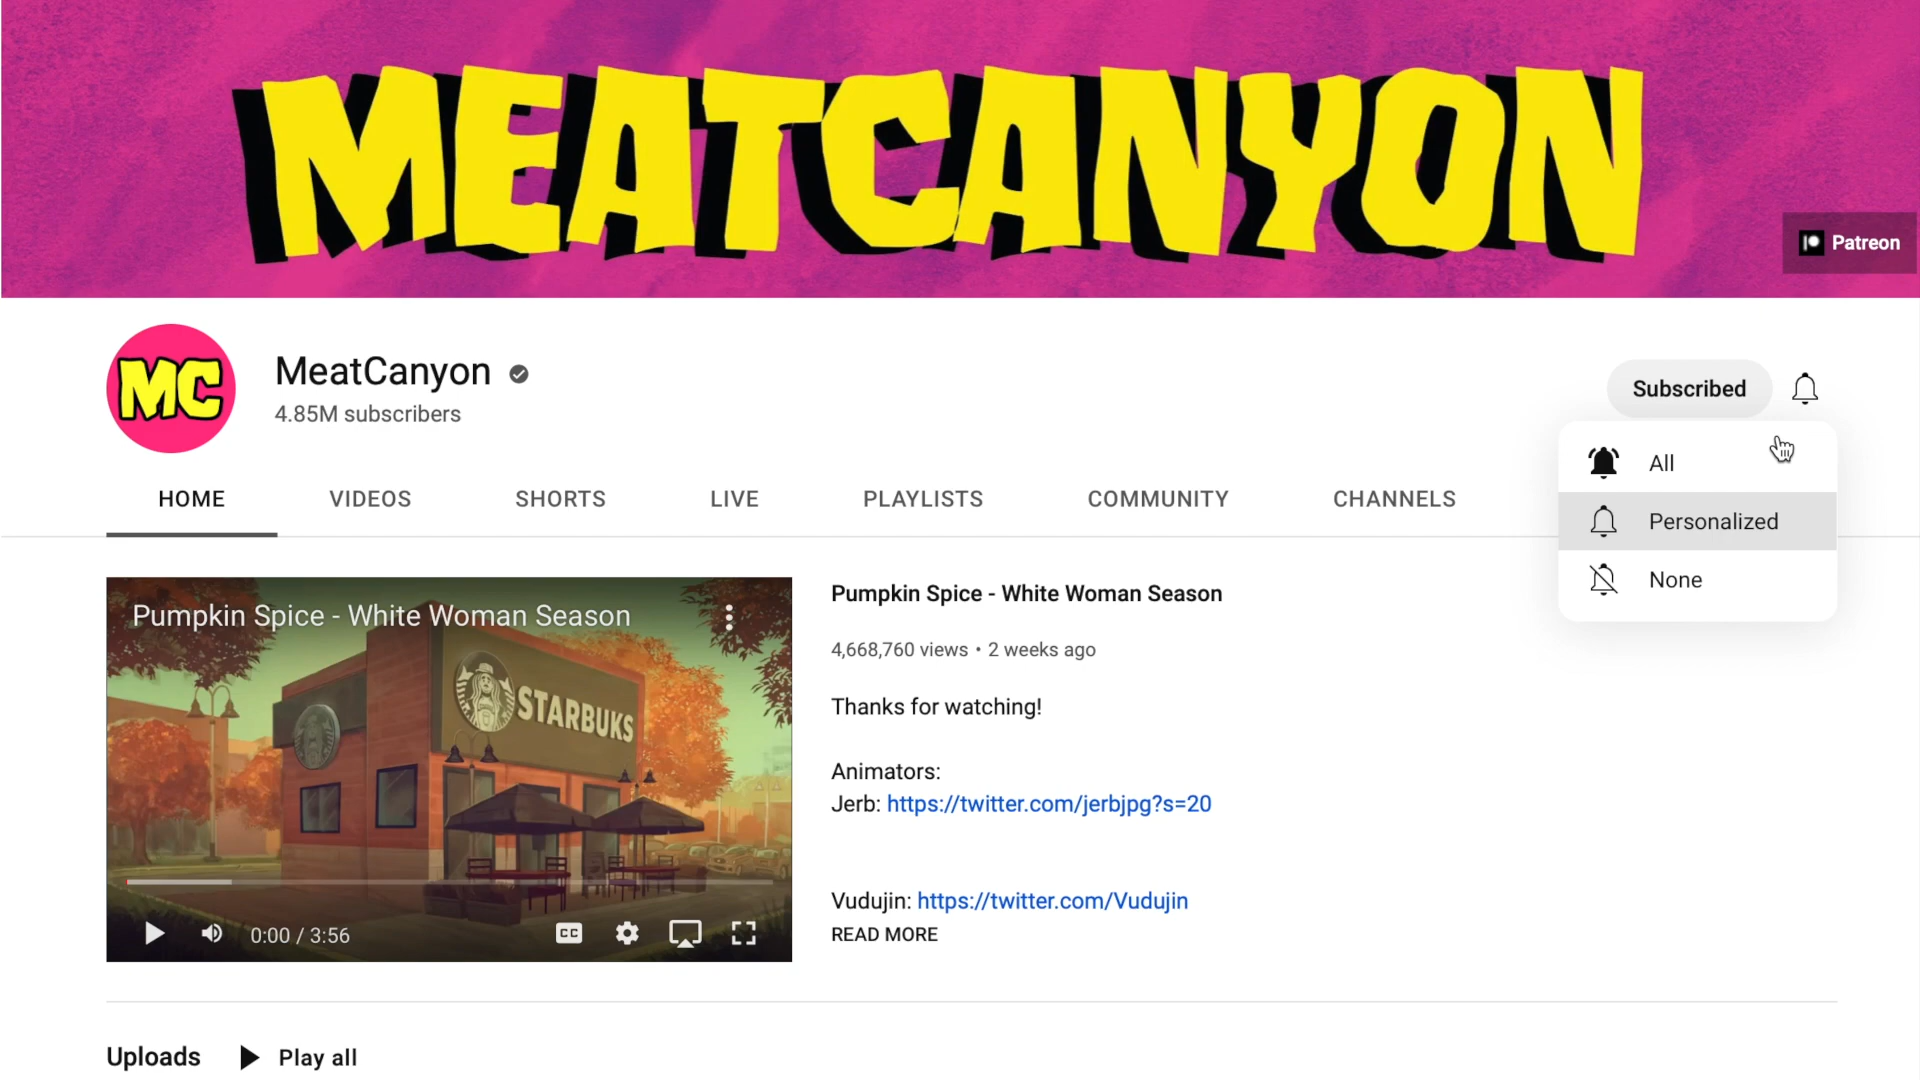 MEATCANYON
Patreon
MC
MeatCanyon
4.85M subscribers
Subscribed
All
Personalized
None
HOME VIDEOS SHORTS LIVE PLAYLISTS COMMUNITY CHANNELS
Pumpkin Spice - White Woman Season
STARBUKS
0:00 / 3:56
CC
Pumpkin Spice - White Woman Season
4,668,760 views • 2 weeks ago
Thanks for watching!
Animators:
Jerb: https://twitter.com/jerbjpg?s=20
Vudujin: https://twitter.com/Vudujin
READ MORE
Uploads Play all